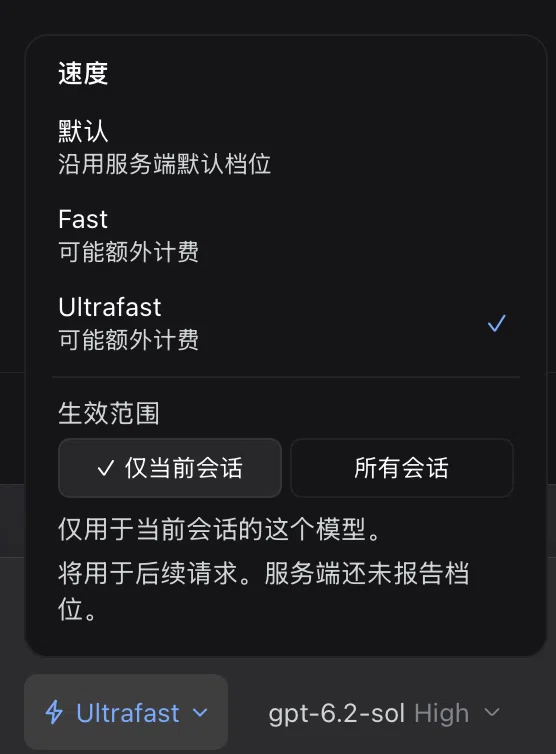 速度
默认
沿用服务端默认档位
Fast
可能额外计费
Ultrafast
可能额外计费
生效范围
仅当前会话
所有会话
仅用于当前会话的这个模型。
将用于后续请求。服务端还未报告档
位。
Ultrafast
gpt-6.2-sol High